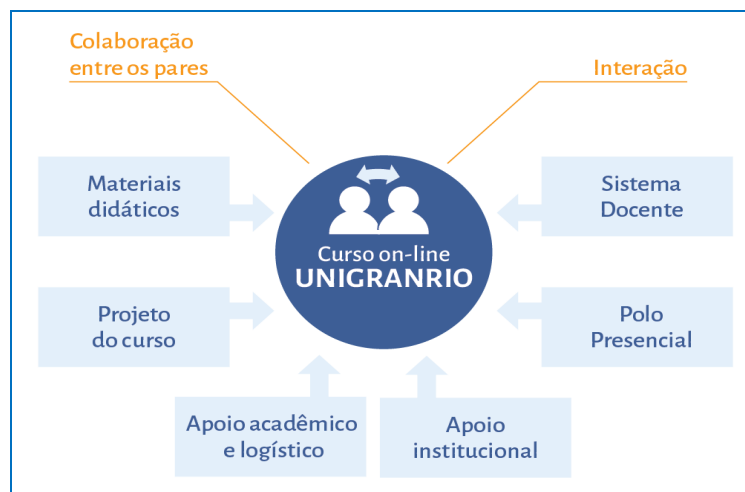 Colaboração
entre os pares
Interação
Materiais
didáticos
Sistema
Docente
Curso on-line
UNIGRANRIO
Projeto
do curso
Polo
Presencial
Apoio acadêmico
e logístico
Apoio
institucional